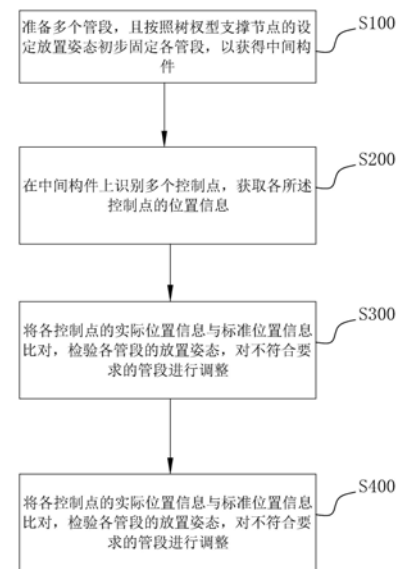 准备多个管段，且按照树杈型支撑节点的设
定放置姿态初步固定各管段，以获得中间构
件
S100
在中间构件上识别多个控制点，获取各所述
控制点的位置信息
S200
将各控制点的实际位置信息与标准位置信息
比对，检验各管段的放置姿态，对不符合要
求的管段进行调整
S300
将各控制点的实际位置信息与标准位置信息
比对，检验各管段的放置姿态，对不符合要
求的管段进行调整
S400